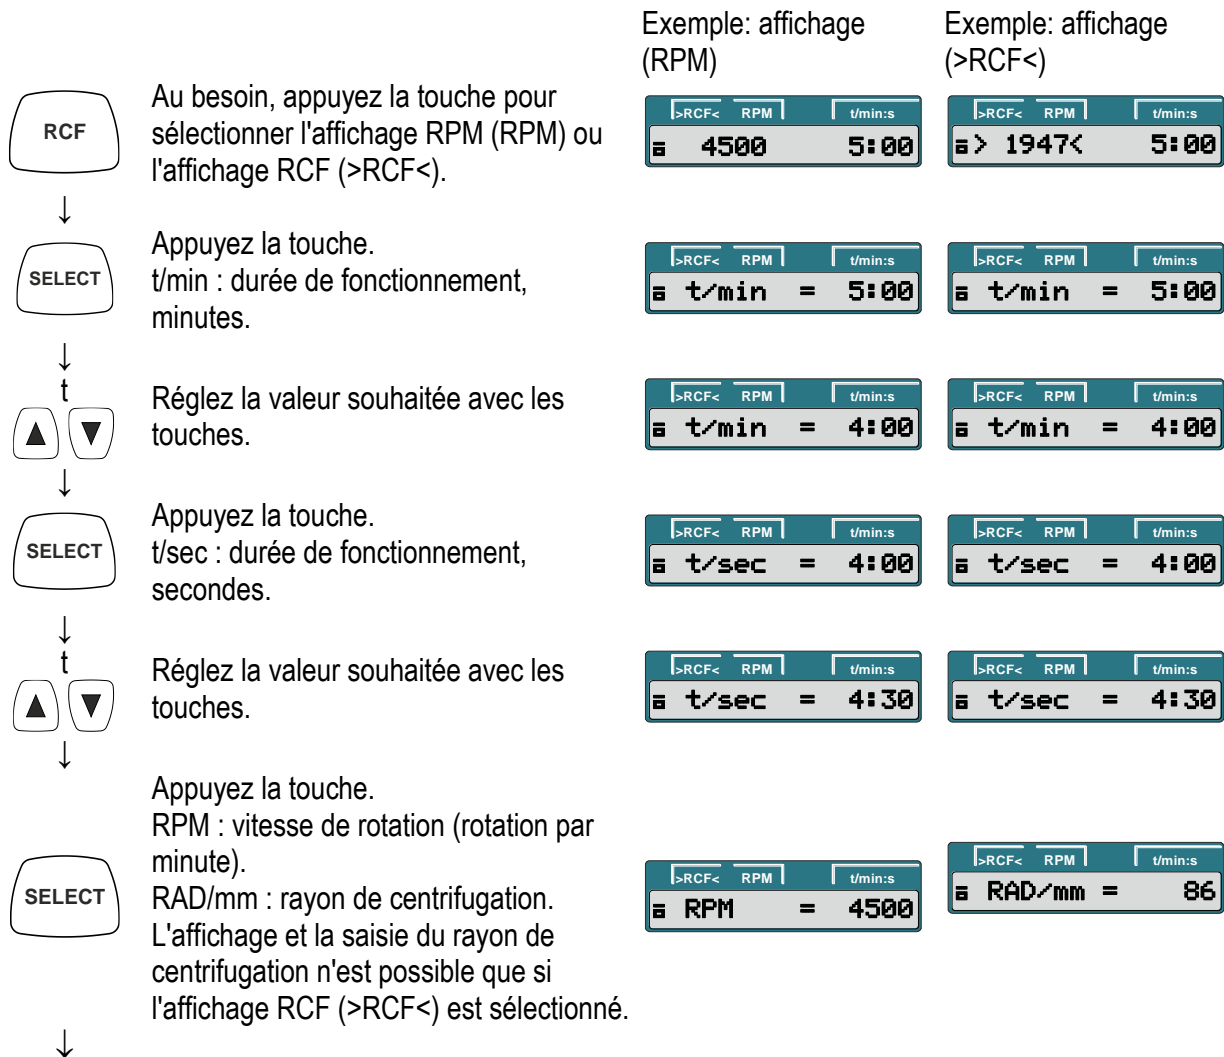 Exemple: affichage
(RPM)
Exemple: affichage
(>RCF<)
RCF
Au besoin, appuyez la touche pour
sélectionner l'affichage RPM (RPM) ou
l'affichage RCF (>RCF<).
>RCF< RPM t/min:s
4500 5:00
>RCF< RPM t/min:s
> 1947< 5:00
↓
SELECT
Appuyez la touche.
t/min : durée de fonctionnement,
minutes.
>RCF< RPM t/min:s
t/min = 5:00
>RCF< RPM t/min:s
t/min = 5:00
↓
t
▲ ▼
Réglez la valeur souhaitée avec les
touches.
>RCF< RPM t/min:s
t/min = 4:00
>RCF< RPM t/min:s
t/min = 4:00
↓
SELECT
Appuyez la touche.
t/sec : durée de fonctionnement,
secondes.
>RCF< RPM t/min:s
t/sec = 4:00
>RCF< RPM t/min:s
t/sec = 4:00
↓
t
▲ ▼
Réglez la valeur souhaitée avec les
touches.
>RCF< RPM t/min:s
t/sec = 4:30
>RCF< RPM t/min:s
t/sec = 4:30
↓
SELECT
Appuyez la touche.
RPM : vitesse de rotation (rotation par
minute).
RAD/mm : rayon de centrifugation.
L'affichage et la saisie du rayon de
centrifugation n'est possible que si
l'affichage RCF (>RCF<) est sélectionné.
>RCF< RPM t/min:s
RPM = 4500
>RCF< RPM t/min:s
RAD/mm = 86
↓